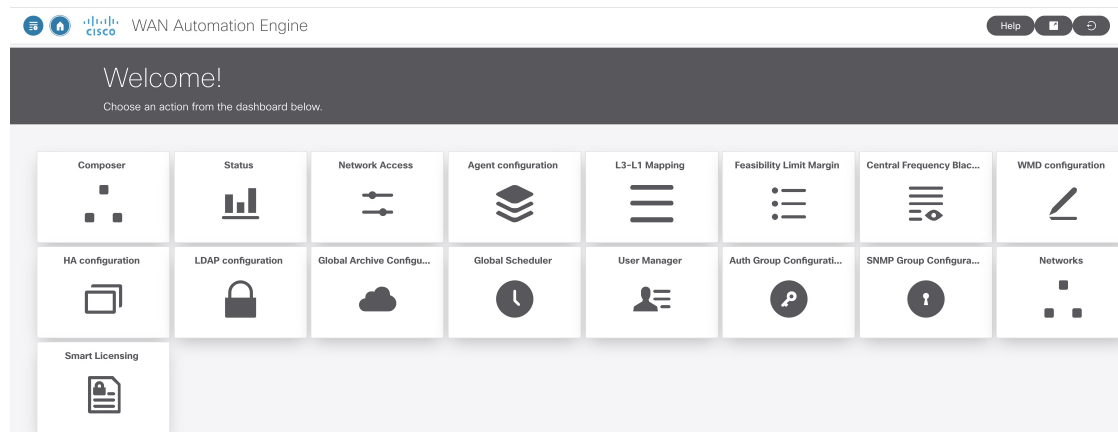 CISCO WAN Automation Engine Help
Welcome!
Choose an action from the dashboard below.
Composer Status Network Access Agent configuration L3-L1 Mapping Feasibility Limit Margin Central Frequency Blac... WMD configuration
HA configuration LDAP configuration Global Archive Configu... Global Scheduler User Manager Auth Group Configurati... SNMP Group Configura... Networks
Smart Licensing